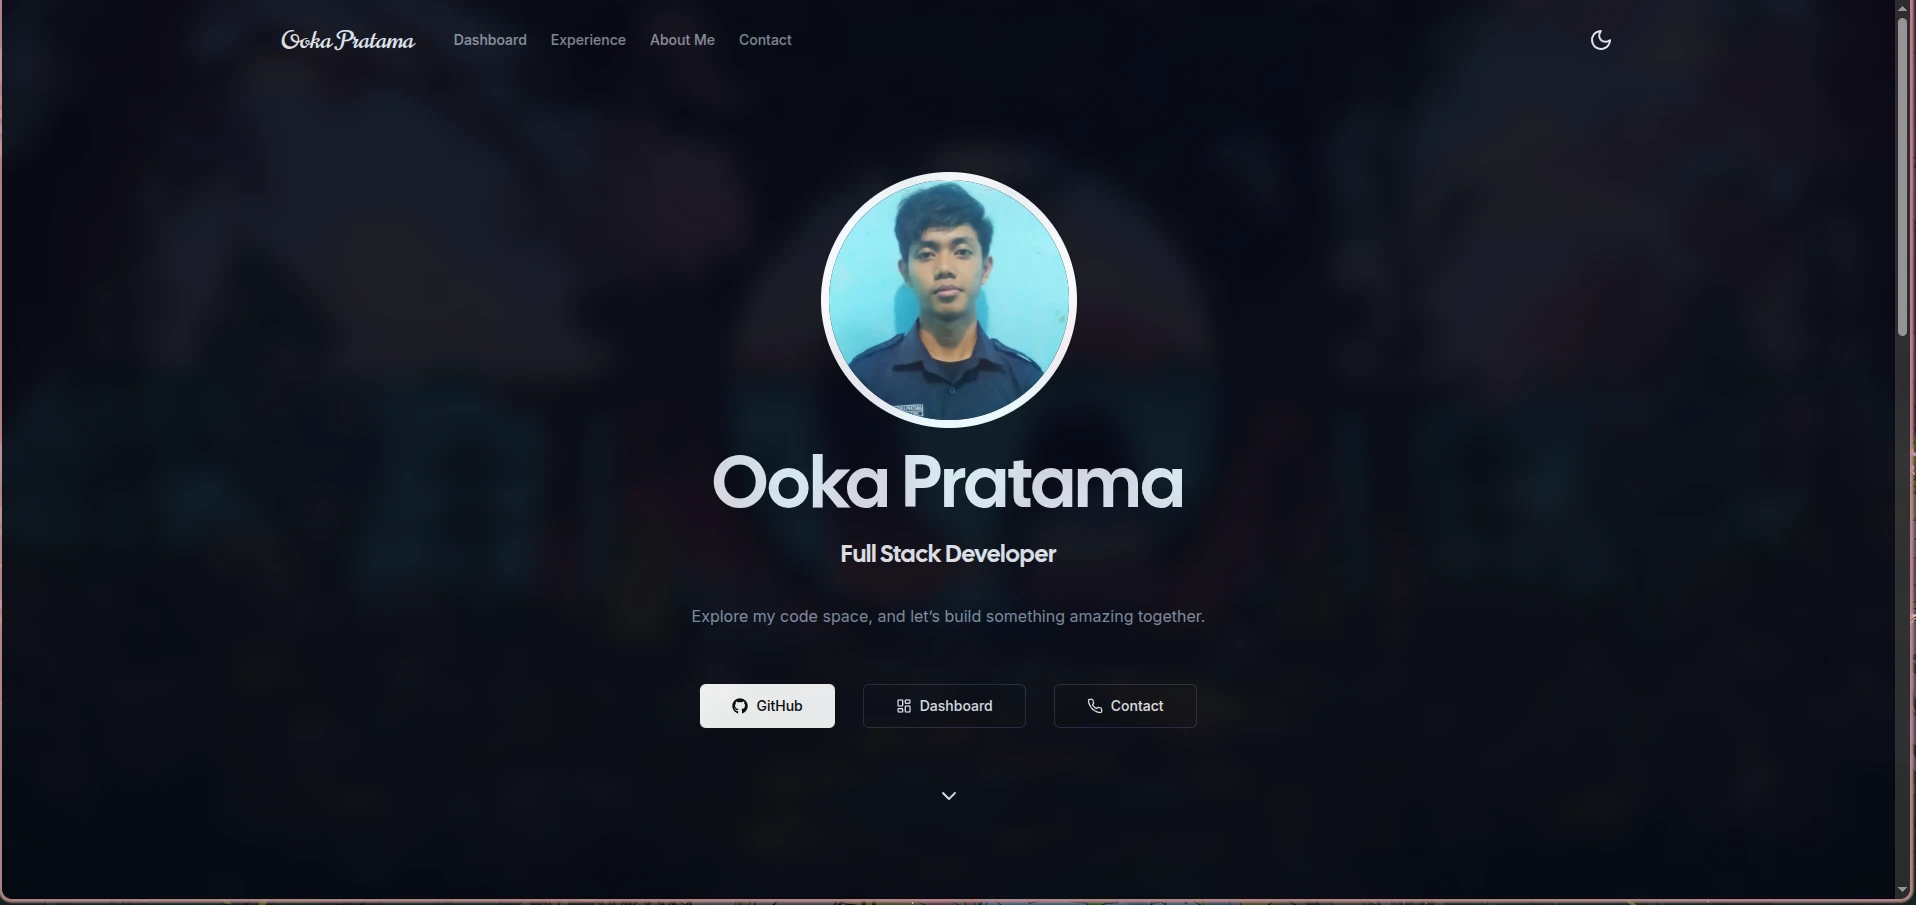 Ooka Pratama Dashboard Experience About Me Contact
Ooka Pratama
Full Stack Developer
Explore my code space, and let’s build something amazing together.
GitHub Dashboard Contact